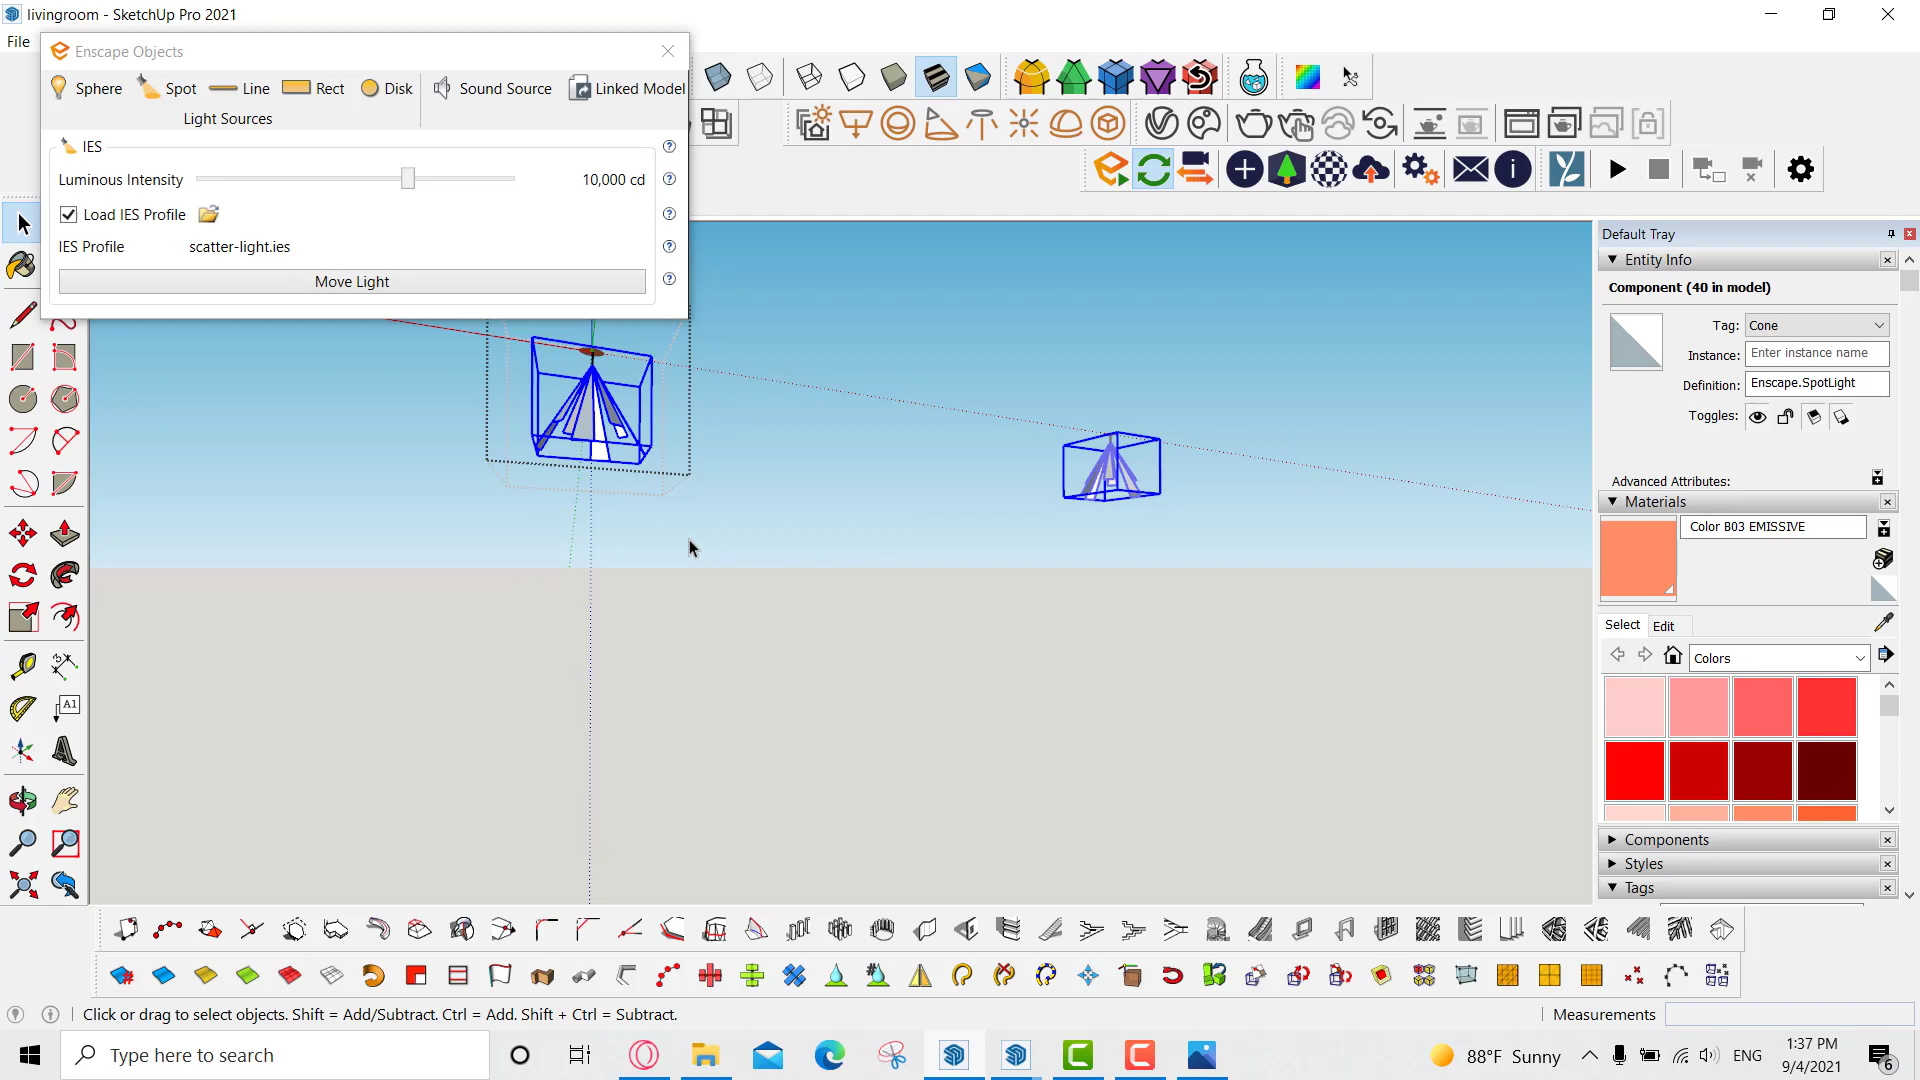 livingroom - SketchUp Pro 2021
File
Enscape Objects
Sphere Spot Line Rect Disk Sound Source Linked Model
Light Sources
IES
Luminous Intensity 10,000 cd
Load IES Profile
IES Profile scatter-light.ies
Move Light
Default Tray
Entity Info
Component (40 in model)
Tag: Cone
Instance: Enter instance name
Definition: Enscape.SpotLight
Toggles:
Advanced Attributes:
Materials
Color B03 EMISSIVE
Select Edit
Colors
Components
Styles
Tags
A1
Click or drag to select objects. Shift = Add/Subtract. Ctrl = Add. Shift + Ctrl = Subtract.
Measurements
Type here to search
88°F Sunny
ENG
1:37 PM
9/4/2021
6